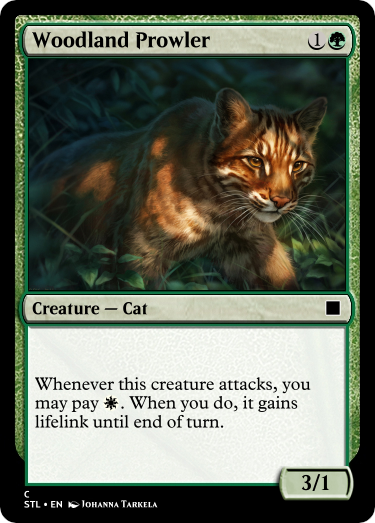 Woodland Prowler 1
Creature — Cat
Whenever this creature attacks, you
may pay . When you do, it gains
lifelink until end of turn.
3/1
C
STL • EN Johanna Tarkela